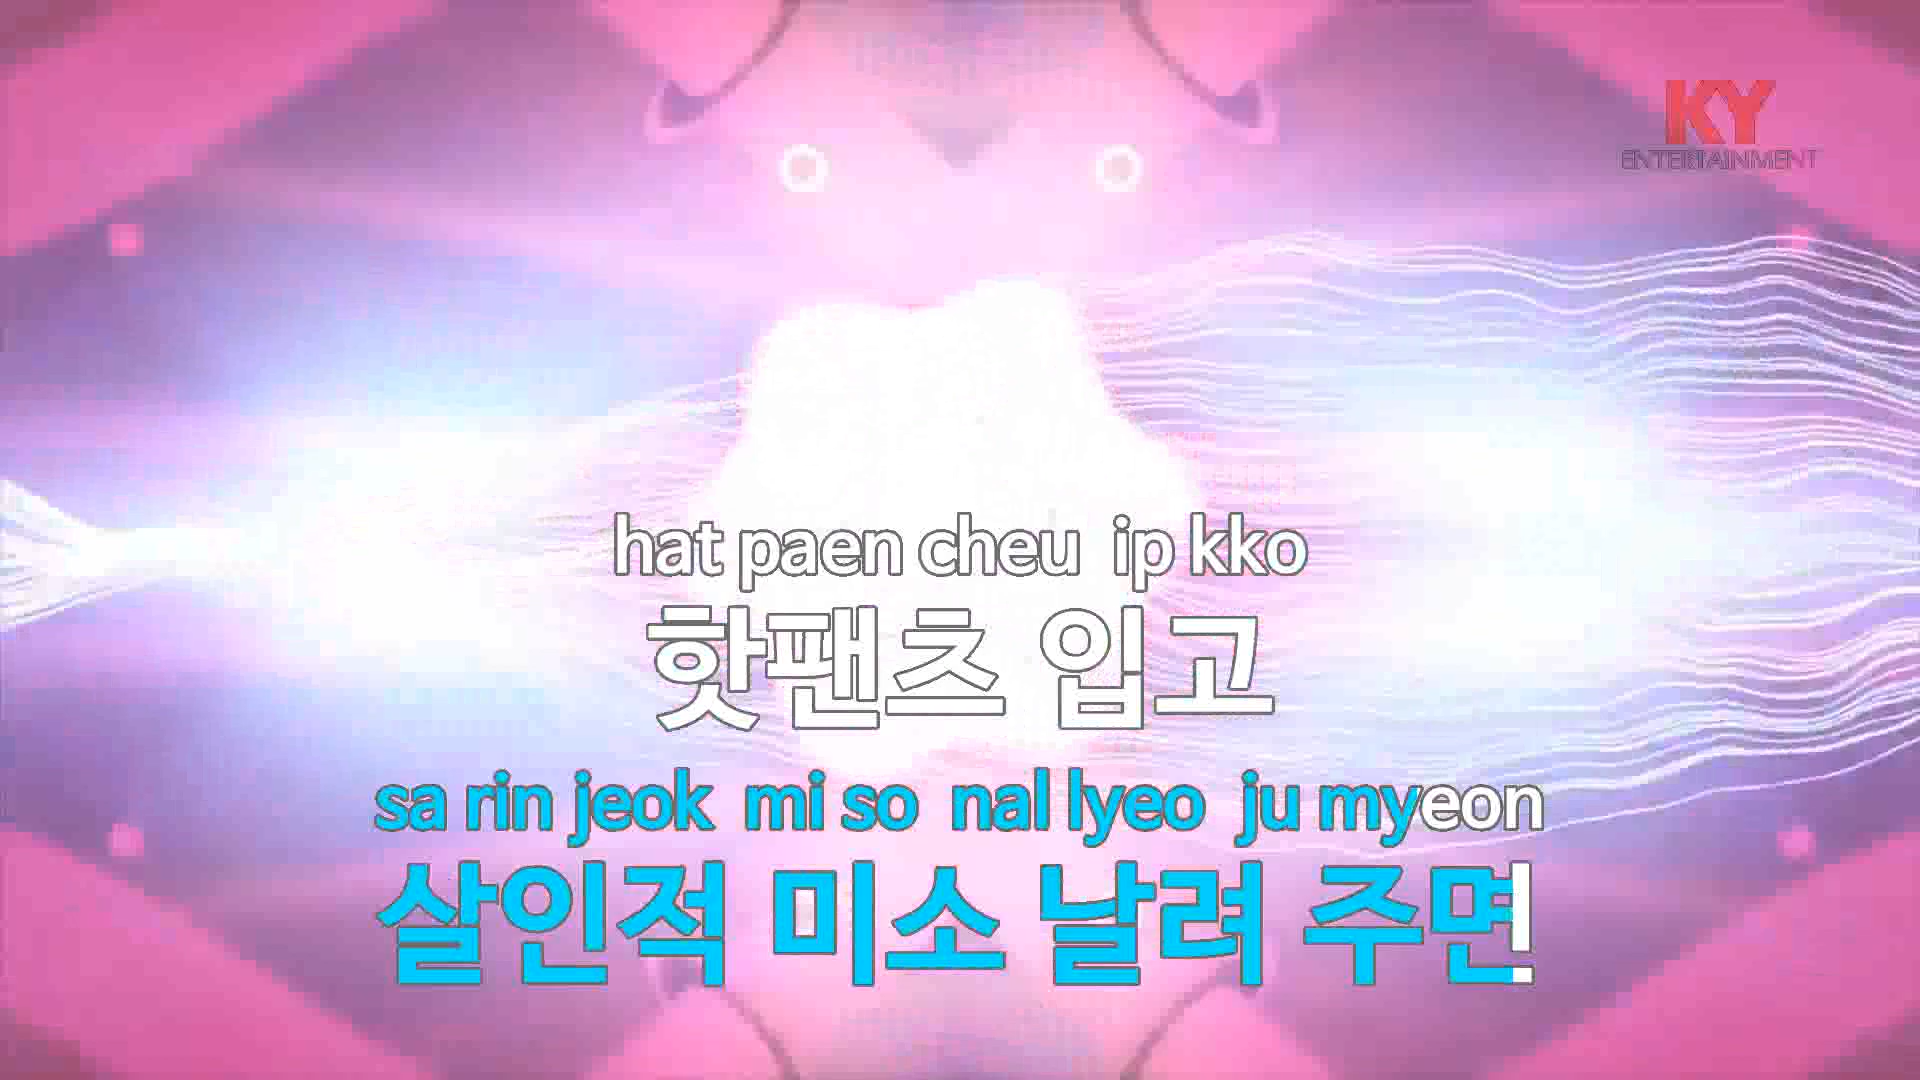 KY
ENTERTAINMENT
hat paen cheu ip kko
핫팬츠 입고
sa rin jeok mi so nal lyeo ju myeon
살인적 미소 날려 주면